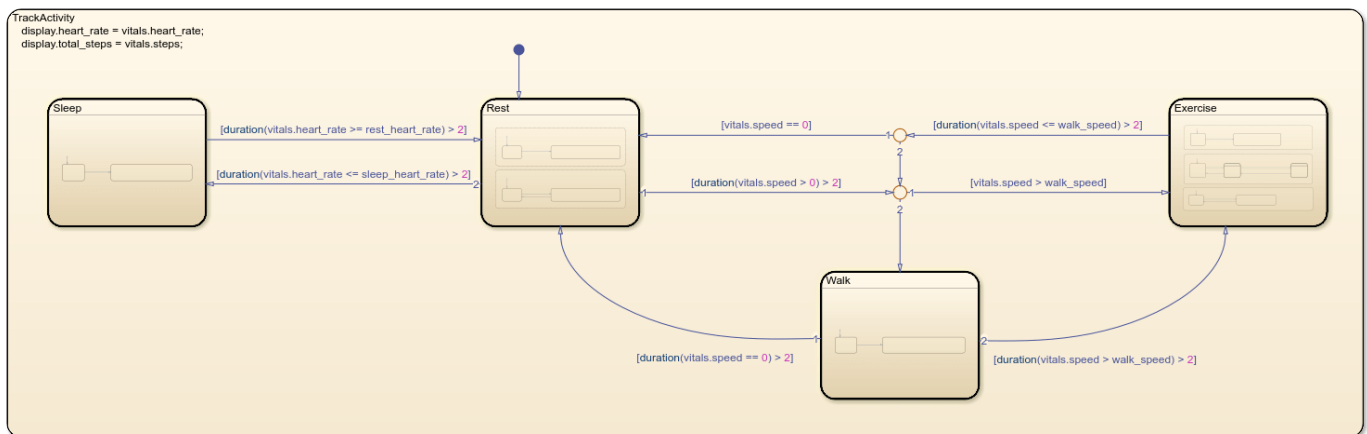 TrackActivity
display.heart_rate = vitals.heart_rate;
display.total_steps = vitals.steps;
Sleep
Rest
Exercise
[duration(vitals.heart_rate >= rest_heart_rate) > 2]
[vitals.speed == 0]
1
[duration(vitals.speed <= walk_speed) > 2]
2
[duration(vitals.heart_rate <= sleep_heart_rate) > 2]
2
1
[duration(vitals.speed > 0) > 2]
1
[vitals.speed > walk_speed]
2
Walk
1
2
[duration(vitals.speed == 0) > 2]
[duration(vitals.speed > walk_speed) > 2]